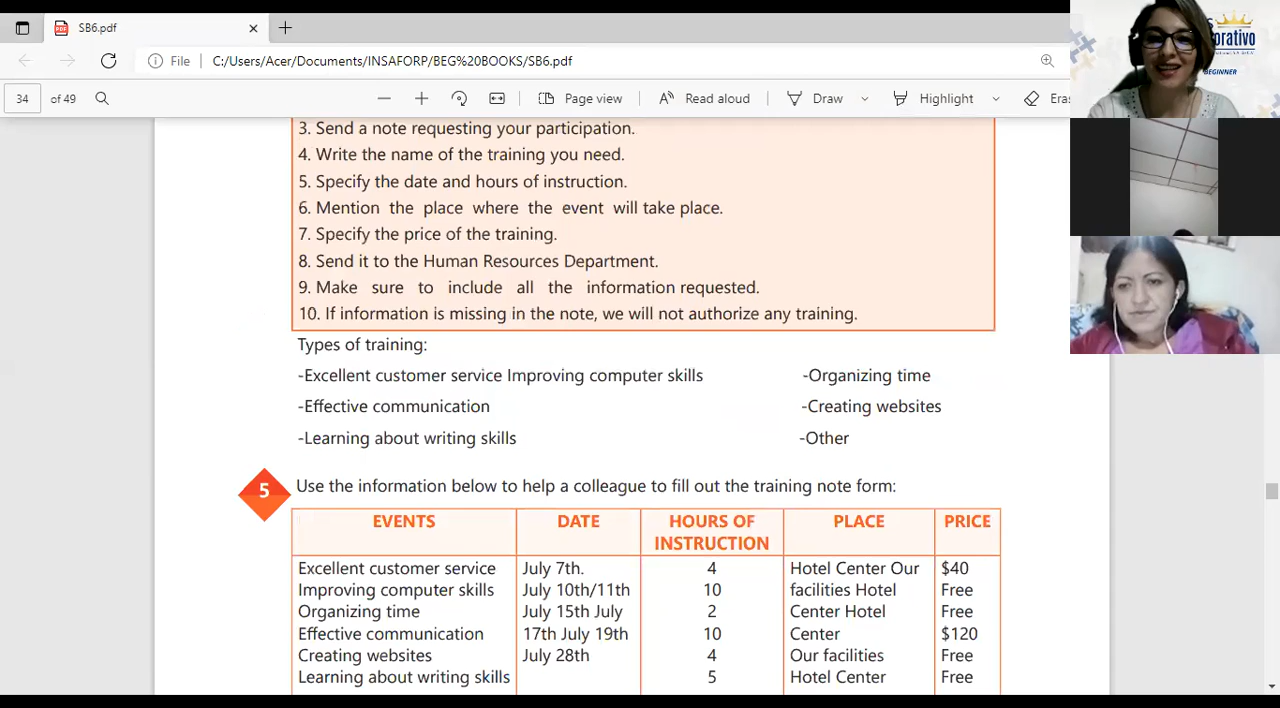 SB6.pdf
File C:/Users/Acer/Documents/INSAFORP/BEG%20BOOKS/SB6.pdf
34 of 49 Page view Read aloud Draw Highlight Eras
S
orativo
BEGINNER
3. Send a note requesting your participation.
4. Write the name of the training you need.
5. Specify the date and hours of instruction.
6. Mention the place where the event will take place.
7. Specify the price of the training.
8. Send it to the Human Resources Department.
9. Make sure to include all the information requested.
10. If information is missing in the note, we will not authorize any training.
Types of training:
-Excellent customer service Improving computer skills -Organizing time
-Effective communication -Creating websites
-Learning about writing skills -Other
5 Use the information below to help a colleague to fill out the training note form:
EVENTS DATE HOURS OF INSTRUCTION PLACE PRICE
Excellent customer service July 7th. 4 Hotel Center Our $40
Improving computer skills July 10th/11th 10 facilities Hotel Free
Organizing time July 15th July 2 Center Hotel Free
Effective communication 17th July 19th 10 Center $120
Creating websites July 28th 4 Our facilities Free
Learning about writing skills 5 Hotel Center Free